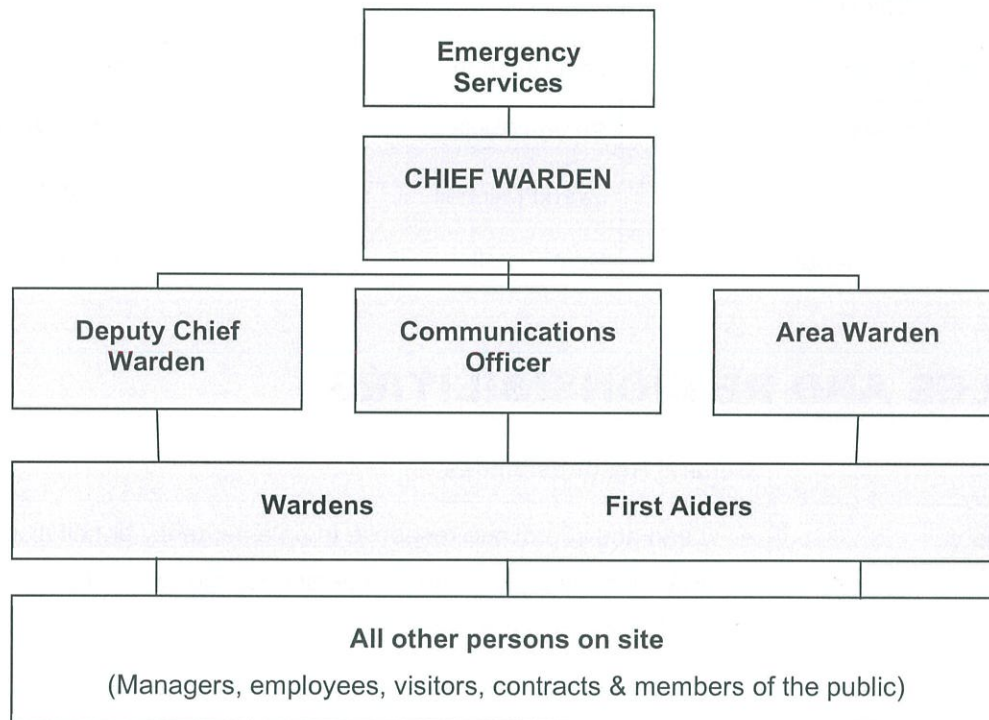 Emergency
Services
CHIEF WARDEN
Deputy Chief
Warden
Communications
Officer
Area Warden
Wardens First Aiders
All other persons on site
(Managers, employees, visitors, contracts & members of the public)